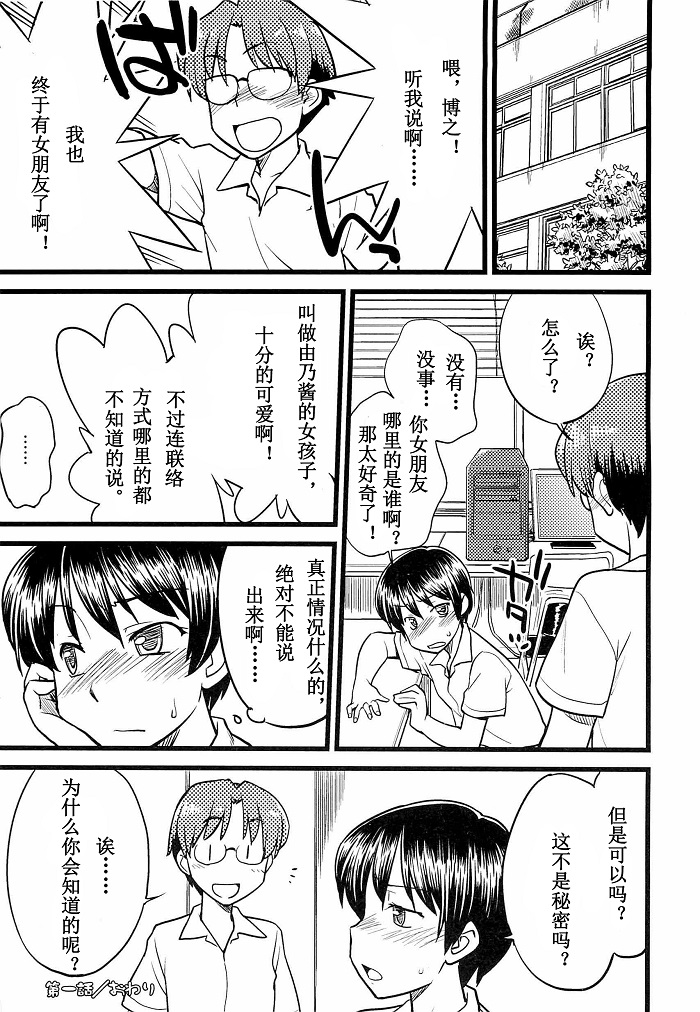 喂，博之！
听我说啊……
ばん
我也
终于有女朋友了啊！
诶？
怎么了？
没有…
没事…
你女朋友
哪里的是谁啊？
那太好奇了！
ガタッ
叫做由乃酱的女孩子，
十分的可爱啊！
不过连联络
方式哪里的都
不知道的说。
……
真正情况什么的，
绝对不能说
出来啊……
但是可以吗？
这不是秘密吗？
诶……
为什么你会知道的呢？
第一話／おわり